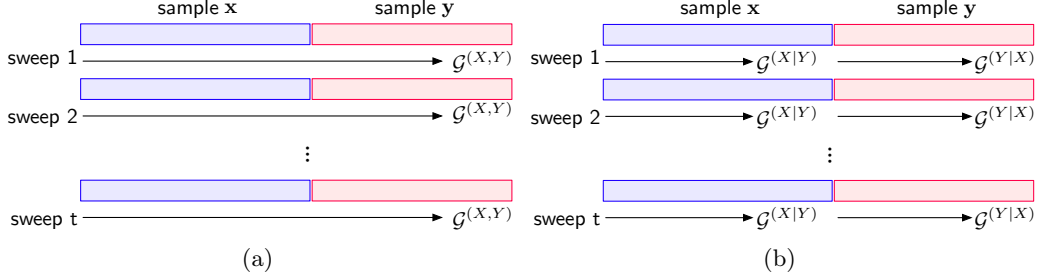 sample x sample y
sweep 1 𝒢^(X,Y)
sweep 2 𝒢^(X,Y)
⋮
sweep t 𝒢^(X,Y)
(a)
sample x sample y
sweep 1 𝒢^(X|Y) 𝒢^(Y|X)
sweep 2 𝒢^(X|Y) 𝒢^(Y|X)
⋮
sweep t 𝒢^(X|Y) 𝒢^(Y|X)
(b)